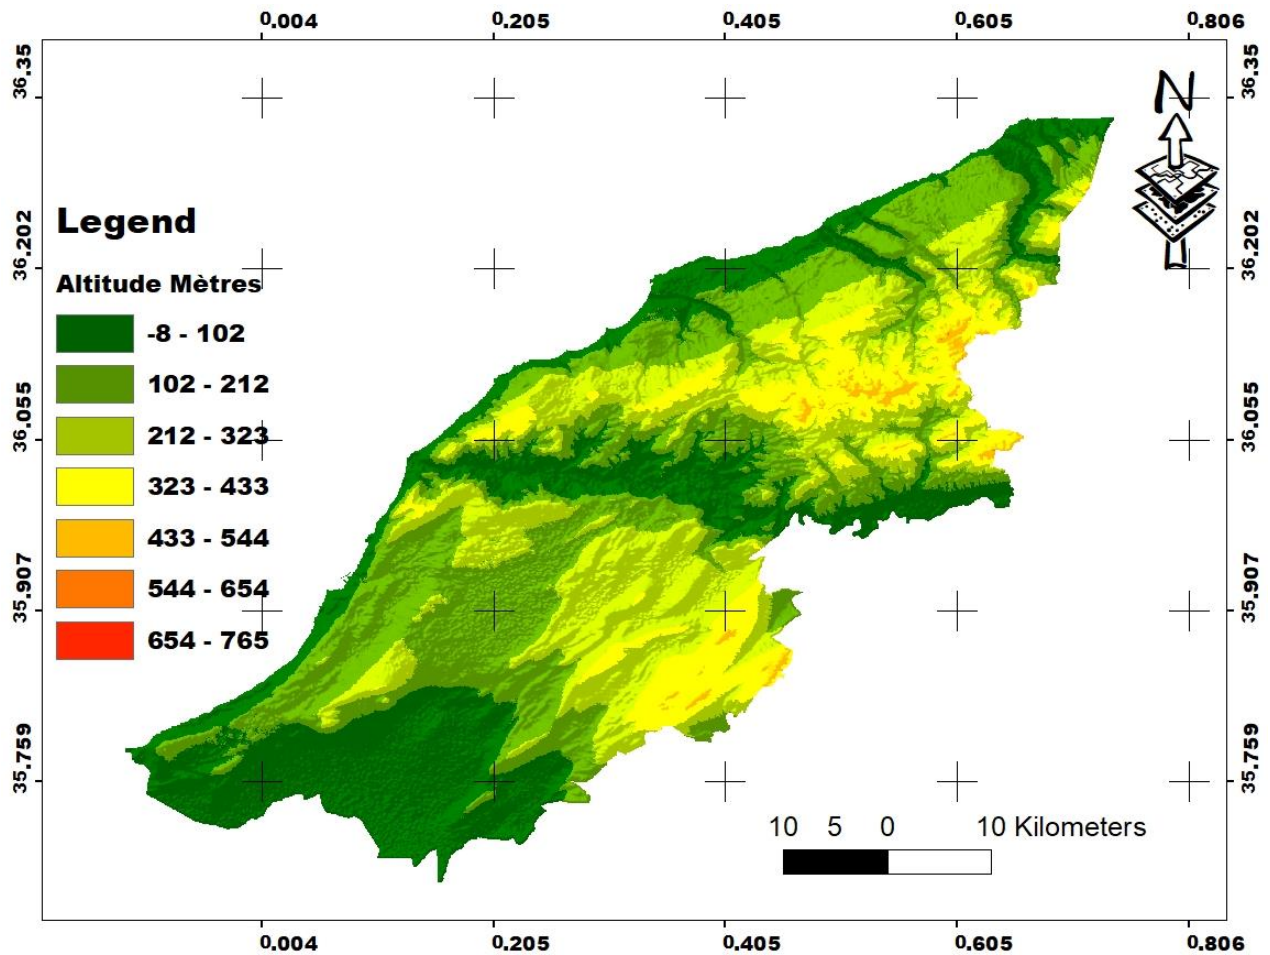 0.004 0.205 0.405 0.605 0.806
36.35 36.35
N
Legend
36.202 36.202
Altitude Mètres
-8 - 102
102 - 212
36.055 36.055
212 - 323
323 - 433
433 - 544
35.907 35.907
544 - 654
654 - 765
35.759 35.759
10 5 0 10 Kilometers
0.004 0.205 0.405 0.605 0.806